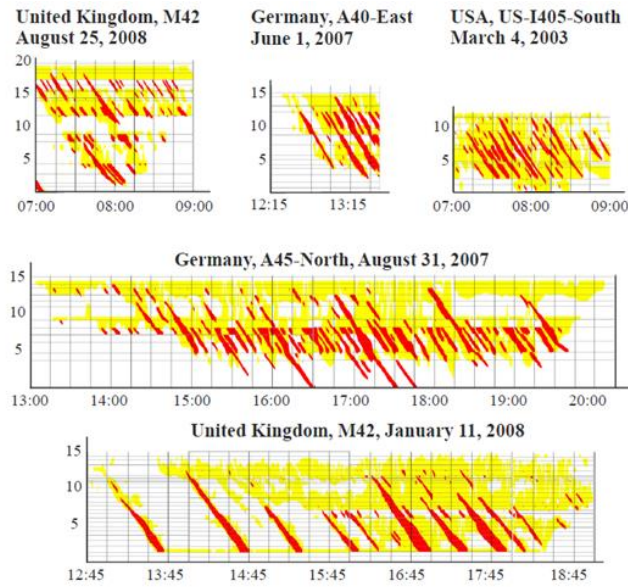 United Kingdom, M42
August 25, 2008
20
15
10
5
07:00 08:00 09:00
Germany, A40-East
June 1, 2007
15
10
5
12:15 13:15
USA, US-I405-South
March 4, 2003
10
5
07:00 08:00 09:00
Germany, A45-North, August 31, 2007
15
10
5
13:00 14:00 15:00 16:00 17:00 18:00 19:00 20:00
United Kingdom, M42, January 11, 2008
15
10
5
12:45 13:45 14:45 15:45 16:45 17:45 18:45